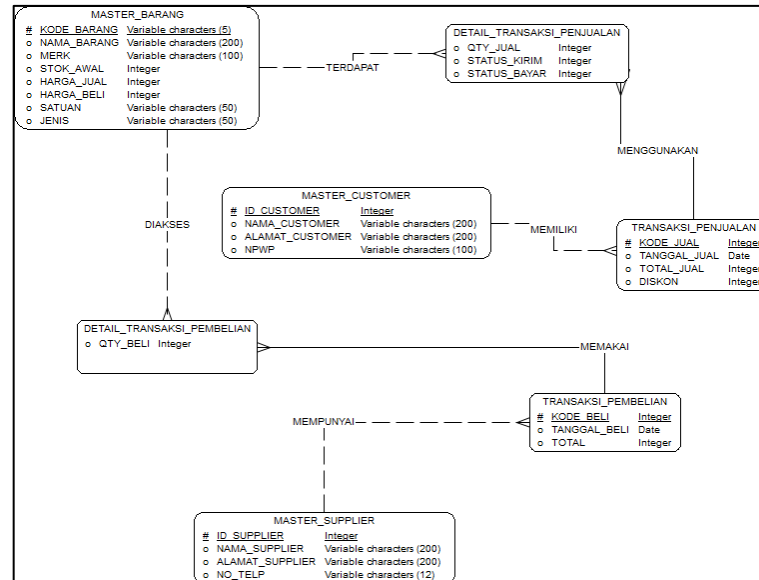 MASTER_BARANG
# KODE_BARANG Variable characters (5)
o NAMA_BARANG Variable characters (200)
o MERK Variable characters (100)
o STOK_AWAL Integer
o HARGA_JUAL Integer
o HARGA_BELI Integer
o SATUAN Variable characters (50)
o JENIS Variable characters (50)
TERDAPAT
DETAIL_TRANSAKSI_PENJUALAN
o QTY_JUAL Integer
o STATUS_KIRIM Integer
o STATUS_BAYAR Integer
MENGGUNAKAN
DIAKSES
MASTER_CUSTOMER
# ID_CUSTOMER Integer
o NAMA_CUSTOMER Variable characters (200)
o ALAMAT_CUSTOMER Variable characters (200)
o NPWP Variable characters (100)
MEMILIKI
TRANSAKSI_PENJUALAN
# KODE_JUAL Integer
o TANGGAL_JUAL Date
o TOTAL_JUAL Integer
o DISKON Integer
DETAIL_TRANSAKSI_PEMBELIAN
o QTY_BELI Integer
MEMAKAI
TRANSAKSI_PEMBELIAN
# KODE_BELI Integer
o TANGGAL_BELI Date
o TOTAL Integer
MEMPUNYAI
MASTER_SUPPLIER
# ID_SUPPLIER Integer
o NAMA_SUPPLIER Variable characters (200)
o ALAMAT_SUPPLIER Variable characters (200)
o NO_TELP Variable characters (12)